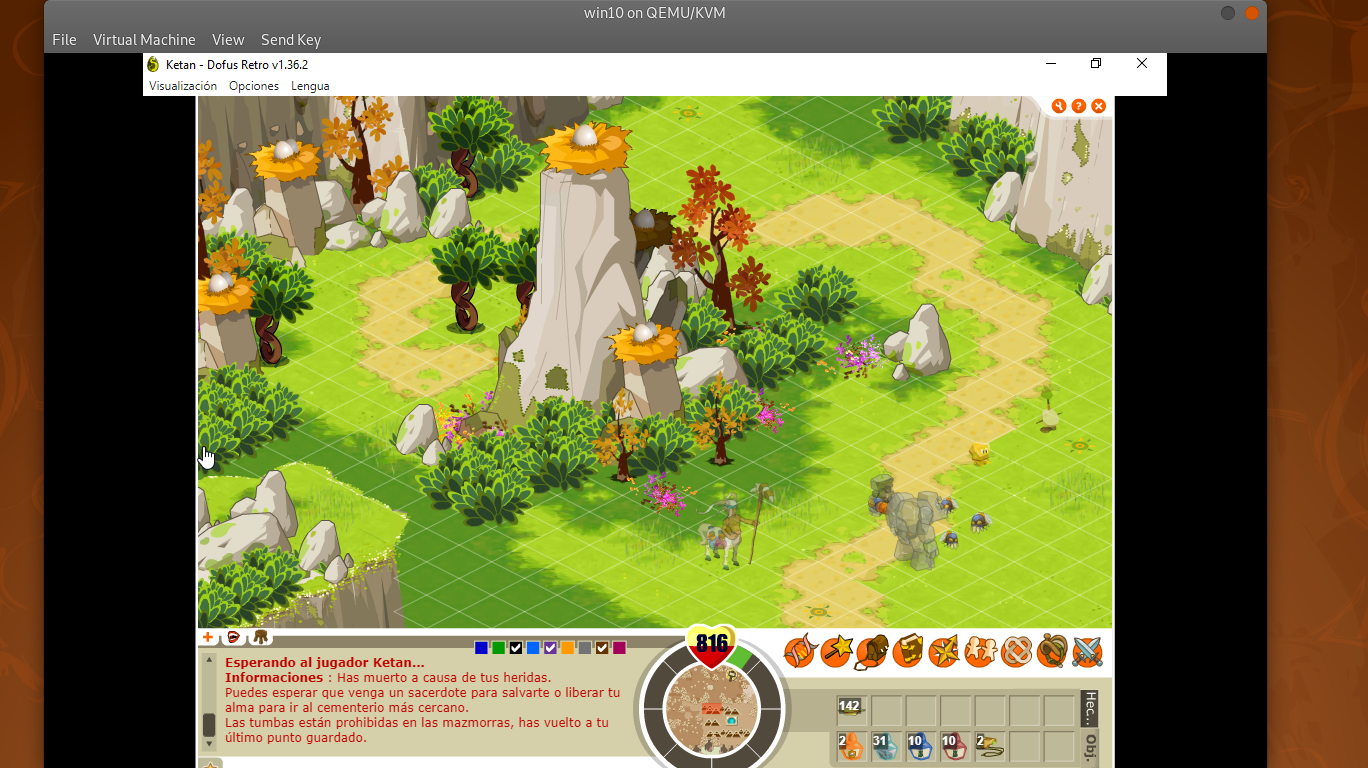 win10 on QEMU/KVM
File Virtual Machine View Send Key
Ketan - Dofus Retro v1.36.2
Visualización Opciones Lengua
816
Esperando al jugador Ketan...
Informaciones : Has muerto a causa de tus heridas.
Puedes esperar que venga un sacerdote para salvarte o liberar tu
alma para ir al cementerio más cercano.
Las tumbas están prohibidas en las mazmorras, has vuelto a tu
último punto guardado.
142
Hec...
2 31 10 10 2
Obj.